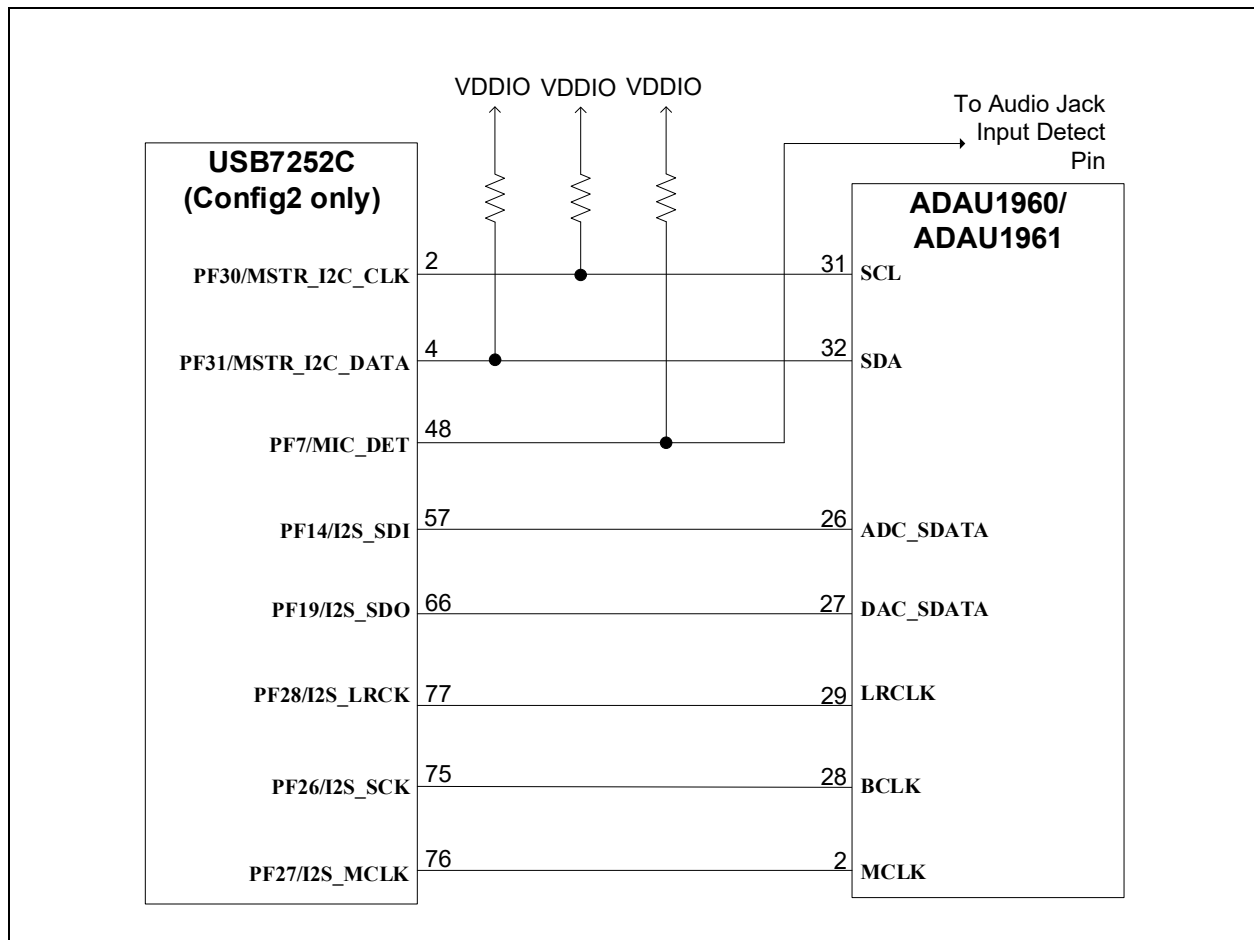 VDDIO VDDIO VDDIO
To Audio Jack
Input Detect
Pin
USB7252C
(Config2 only)
ADAU1960/
ADAU1961
PF30/MSTR_I2C_CLK 2 31 SCL
PF31/MSTR_I2C_DATA 4 32 SDA
PF7/MIC_DET 48
PF14/I2S_SDI 57 26 ADC_SDATA
PF19/I2S_SDO 66 27 DAC_SDATA
PF28/I2S_LRCK 77 29 LRCLK
PF26/I2S_SCK 75 28 BCLK
PF27/I2S_MCLK 76 2 MCLK